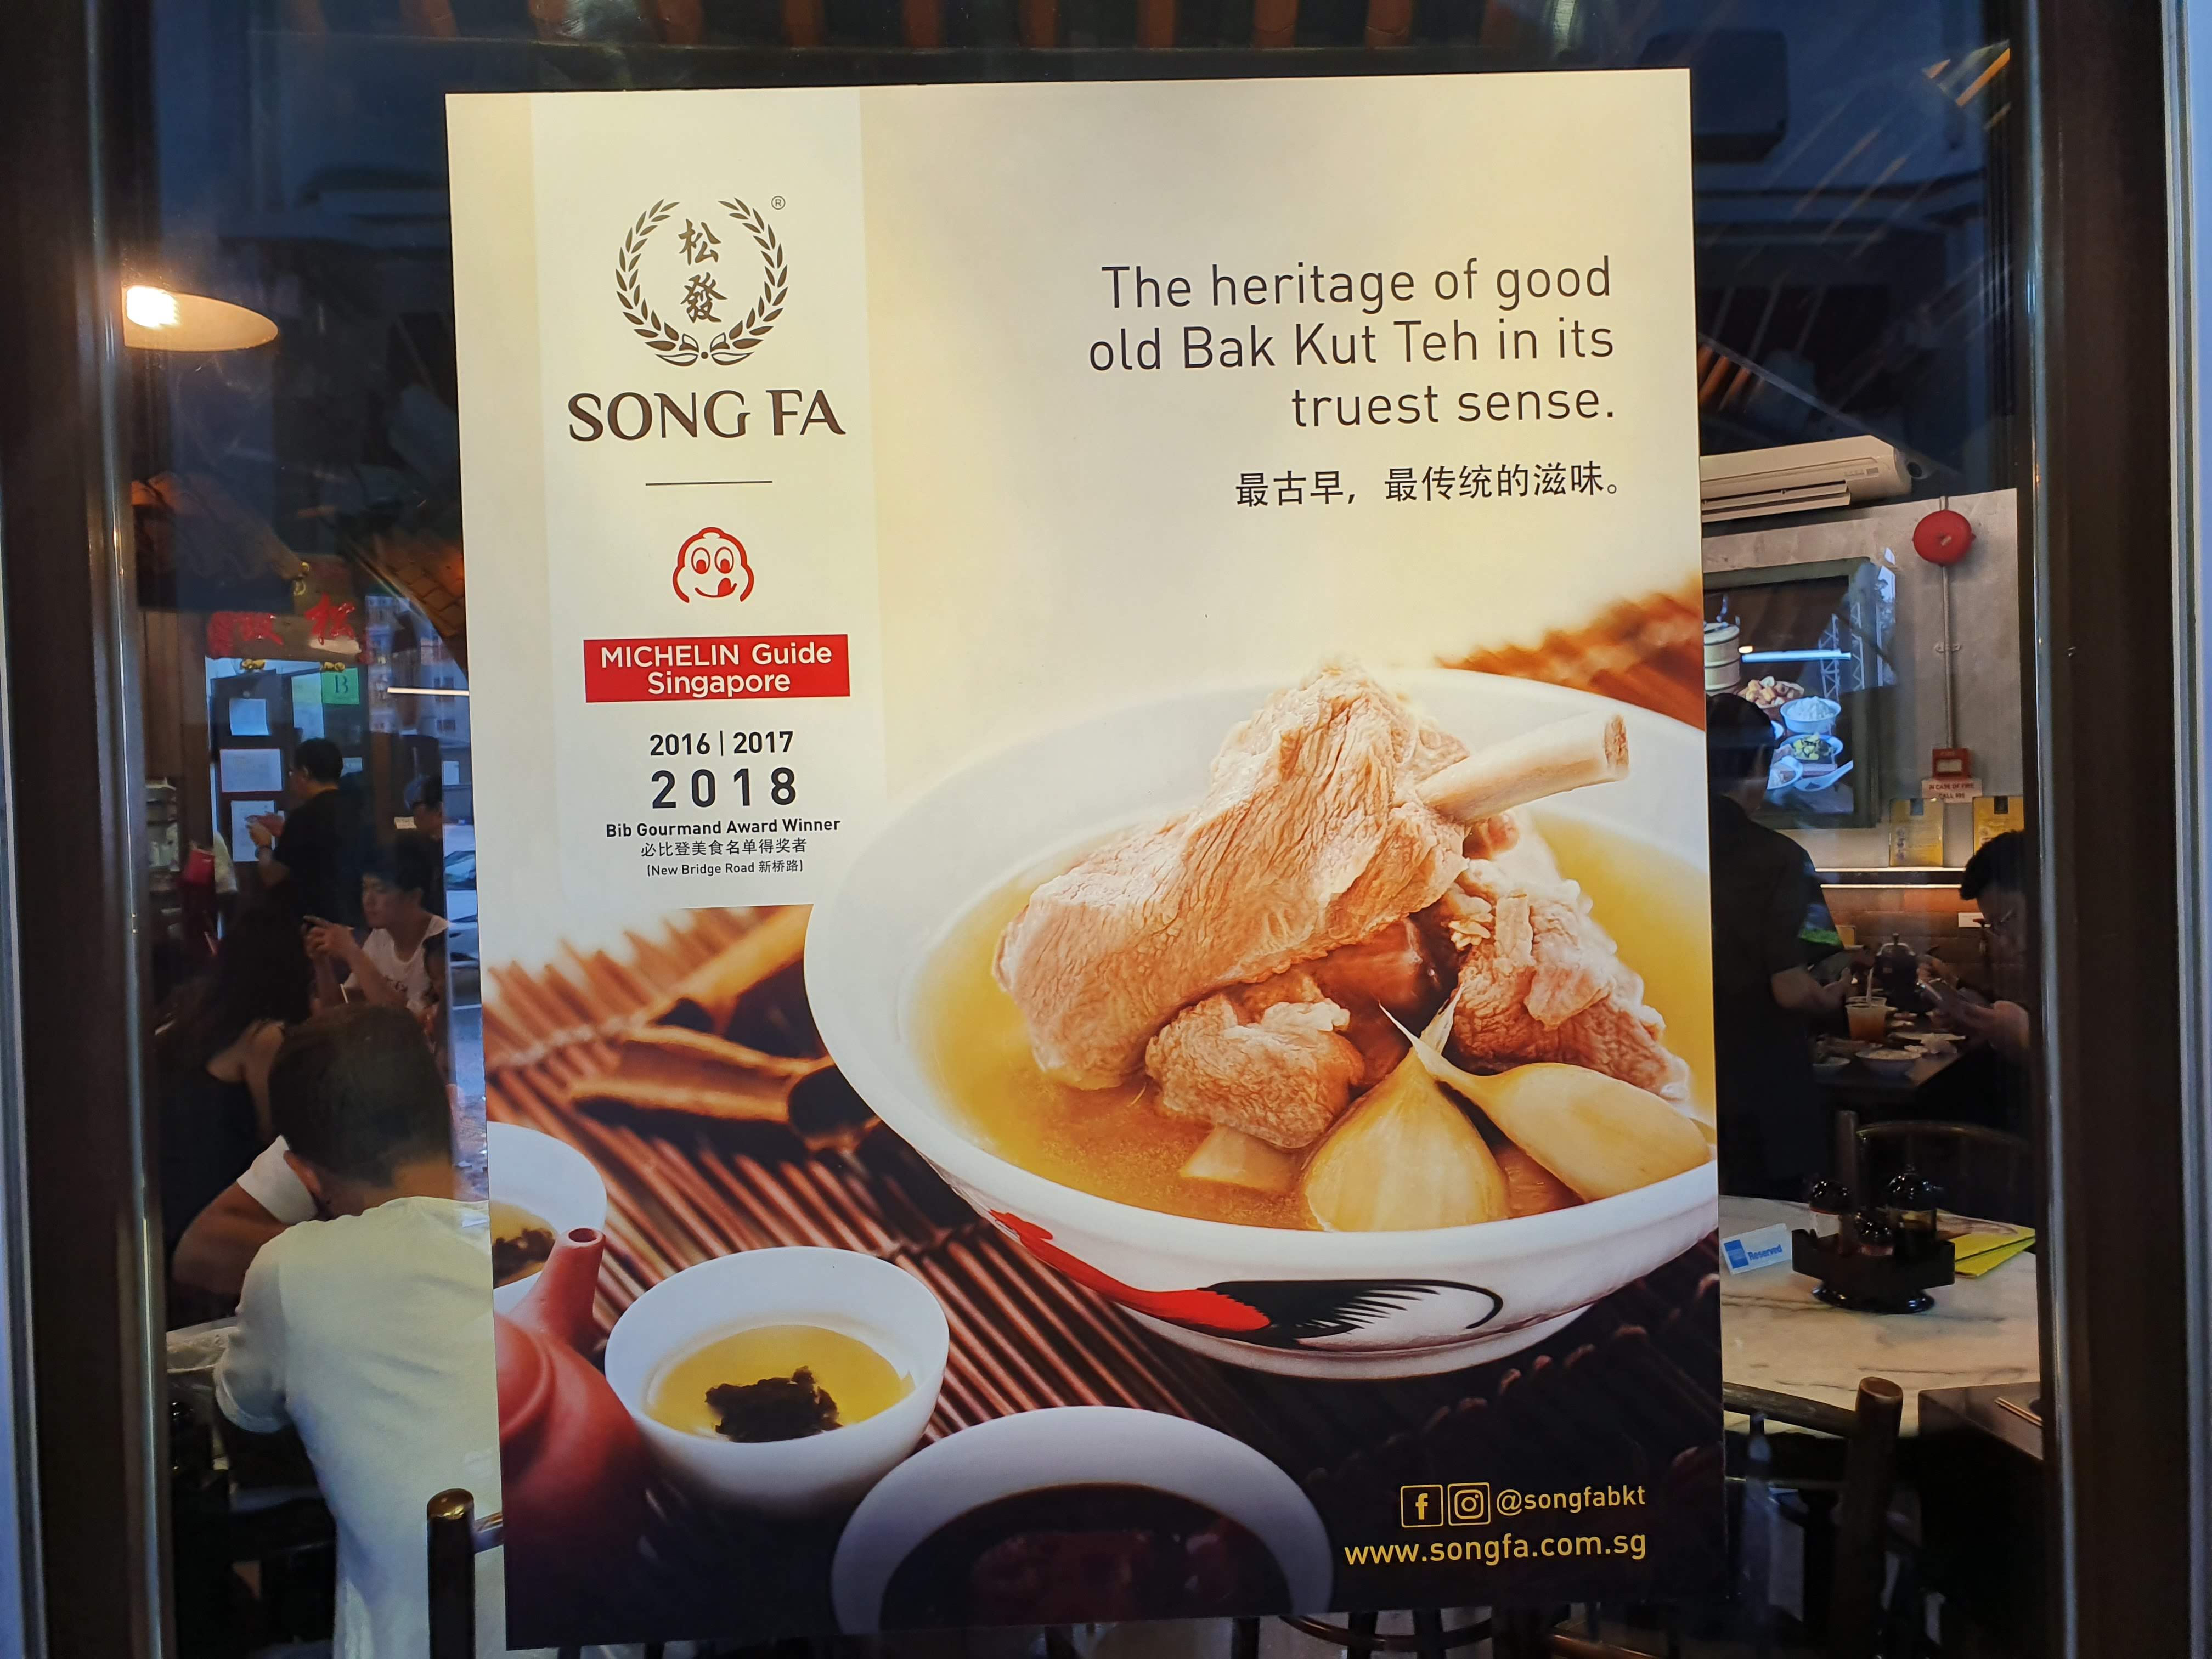 松
發
®
SONG FA
MICHELIN Guide
Singapore
2016 | 2017
2018
Bib Gourmand Award Winner
必比登美食名单得奖者
(New Bridge Road 新桥路)
The heritage of good
old Bak Kut Teh in its
truest sense.
最古早，最传统的滋味。
@songfabkt
www.songfa.com.sg
Reserved
B